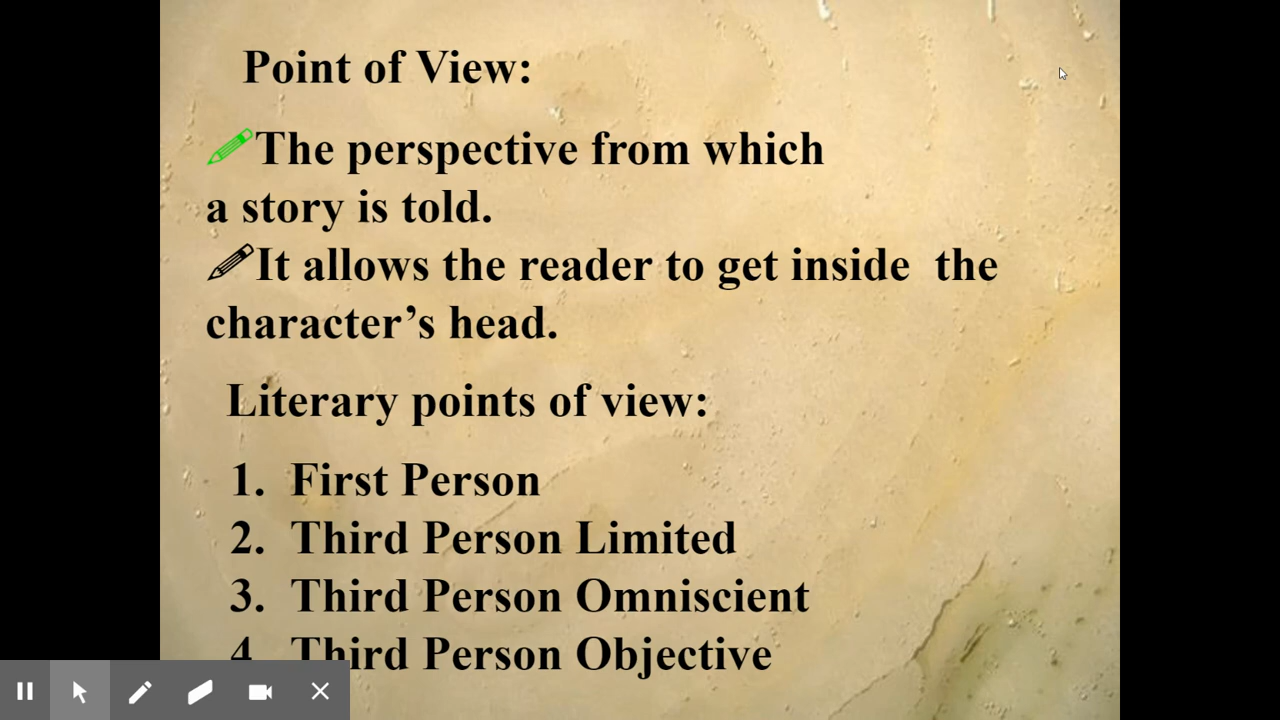 Point of View:
The perspective from which
a story is told.
It allows the reader to get inside  the
character’s head.
Literary points of view:
1.  First Person
2.  Third Person Limited
3.  Third Person Omniscient
4  Third Person Objective